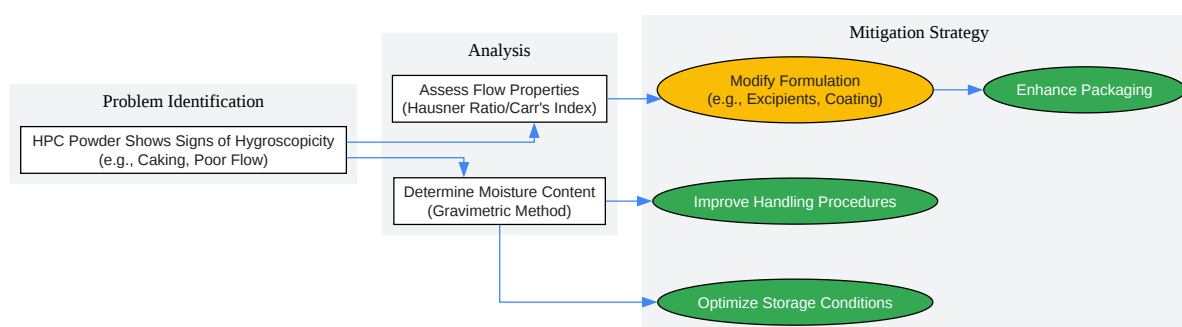 Problem Identification
HPC Powder Shows Signs of Hygroscopicity
(e.g., Caking, Poor Flow)
Analysis
Assess Flow Properties
(Hausner Ratio/Carr's Index)
Determine Moisture Content
(Gravimetric Method)
Mitigation Strategy
Modify Formulation
(e.g., Excipients, Coating)
Enhance Packaging
Improve Handling Procedures
Optimize Storage Conditions